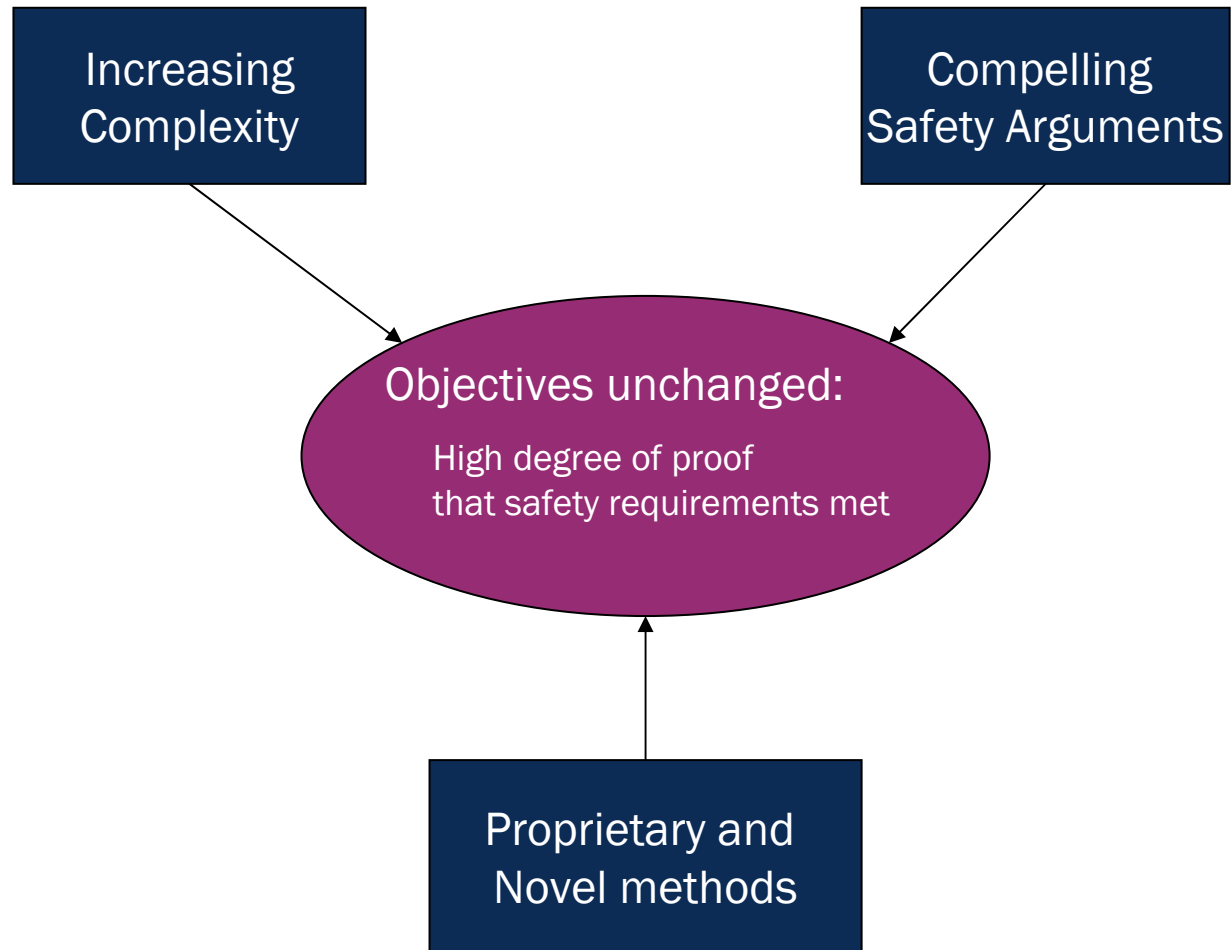 Increasing
Complexity
Compelling
Safety Arguments
Objectives unchanged:
High degree of proof
that safety requirements met
Proprietary and
Novel methods